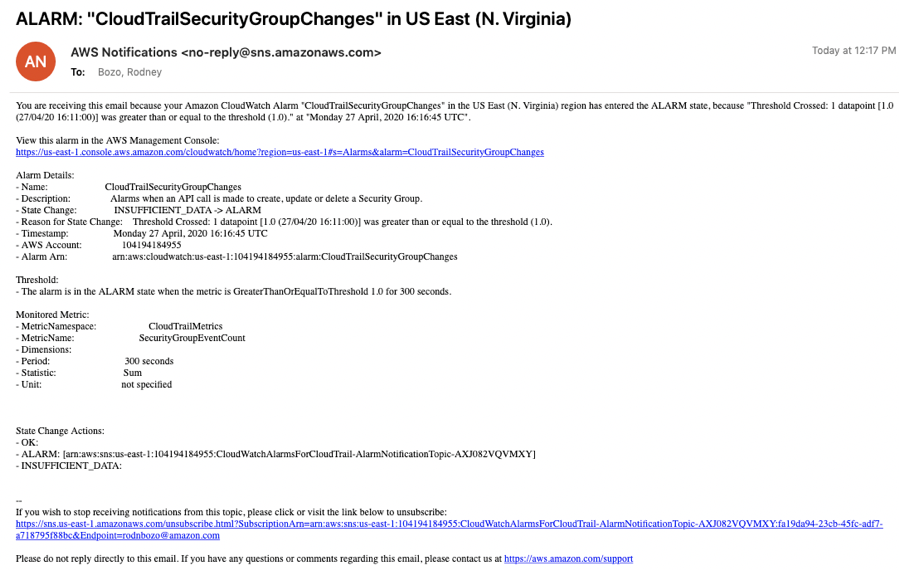 ALARM: "CloudTrailSecurityGroupChanges" in US East (N. Virginia)
AN
AWS Notifications <no-reply@sns.amazonaws.com>
Today at 12:17 PM
To: Bozo, Rodney
You are receiving this email because your Amazon CloudWatch Alarm "CloudTrailSecurityGroupChanges" in the US East (N. Virginia) region has entered the ALARM state, because "Threshold Crossed: 1 datapoint [1.0
(27/04/20 16:11:00)] was greater than or equal to the threshold (1.0)." at "Monday 27 April, 2020 16:16:45 UTC".
View this alarm in the AWS Management Console:
https://us-east-1.console.aws.amazon.com/cloudwatch/home?region=us-east-1#s=Alarms&alarm=CloudTrailSecurityGroupChanges
Alarm Details:
- Name: CloudTrailSecurityGroupChanges
- Description: Alarms when an API call is made to create, update or delete a Security Group.
- State Change: INSUFFICIENT_DATA -> ALARM
- Reason for State Change: Threshold Crossed: 1 datapoint [1.0 (27/04/20 16:11:00)] was greater than or equal to the threshold (1.0).
- Timestamp: Monday 27 April, 2020 16:16:45 UTC
- AWS Account: 104194184955
- Alarm Arn: arn:aws:cloudwatch:us-east-1:104194184955:alarm:CloudTrailSecurityGroupChanges
Threshold:
- The alarm is in the ALARM state when the metric is GreaterThanOrEqualToThreshold 1.0 for 300 seconds.
Monitored Metric:
- MetricNamespace: CloudTrailMetrics
- MetricName: SecurityGroupEventCount
- Dimensions:
- Period: 300 seconds
- Statistic: Sum
- Unit: not specified
State Change Actions:
- OK:
- ALARM: [arn:aws:sns:us-east-1:104194184955:CloudWatchAlarmsForCloudTrail-AlarmNotificationTopic-AXJ082VQVMXY]
- INSUFFICIENT_DATA:
--
If you wish to stop receiving notifications from this topic, please click or visit the link below to unsubscribe:
https://sns.us-east-1.amazonaws.com/unsubscribe.html?SubscriptionArn=arn:aws:sns:us-east-1:104194184955:CloudWatchAlarmsForCloudTrail-AlarmNotificationTopic-AXJ082VQVMXY:fa19da94-23cb-45fc-adf7-
a718795f88bc&Endpoint=rodnbozo@amazon.com
Please do not reply directly to this email. If you have any questions or comments regarding this email, please contact us at https://aws.amazon.com/support